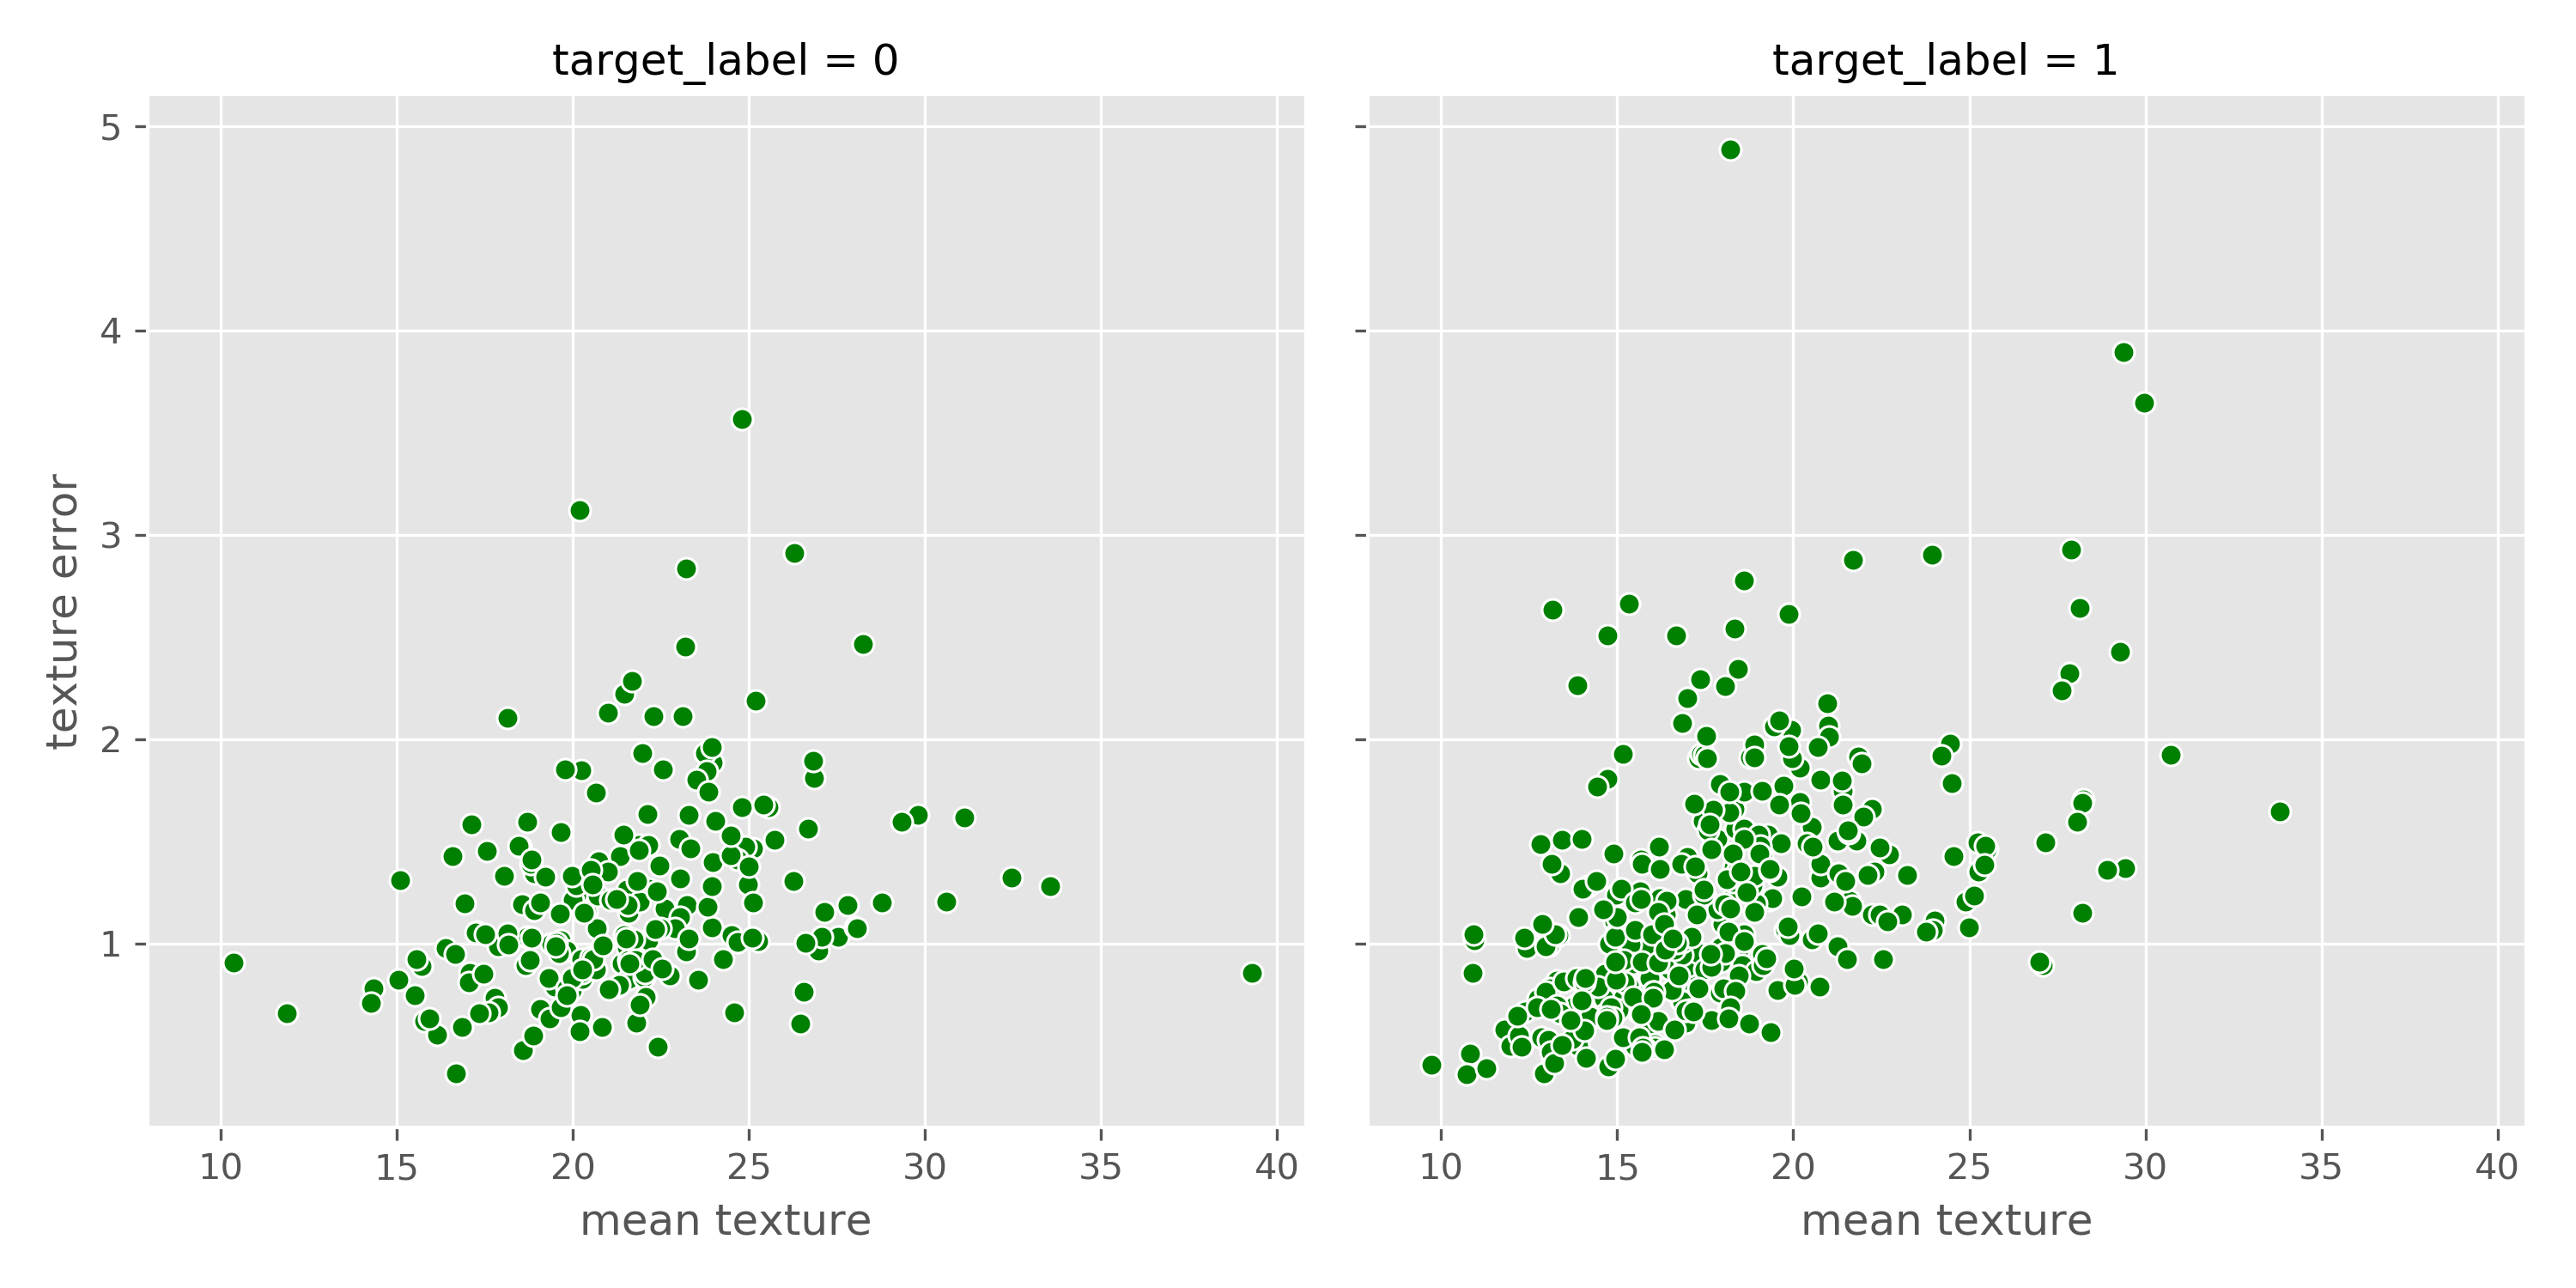 target_label = 0
target_label = 1
5
4
3
2
1
texture error
10 15 20 25 30 35 40
10 15 20 25 30 35 40
mean texture
mean texture